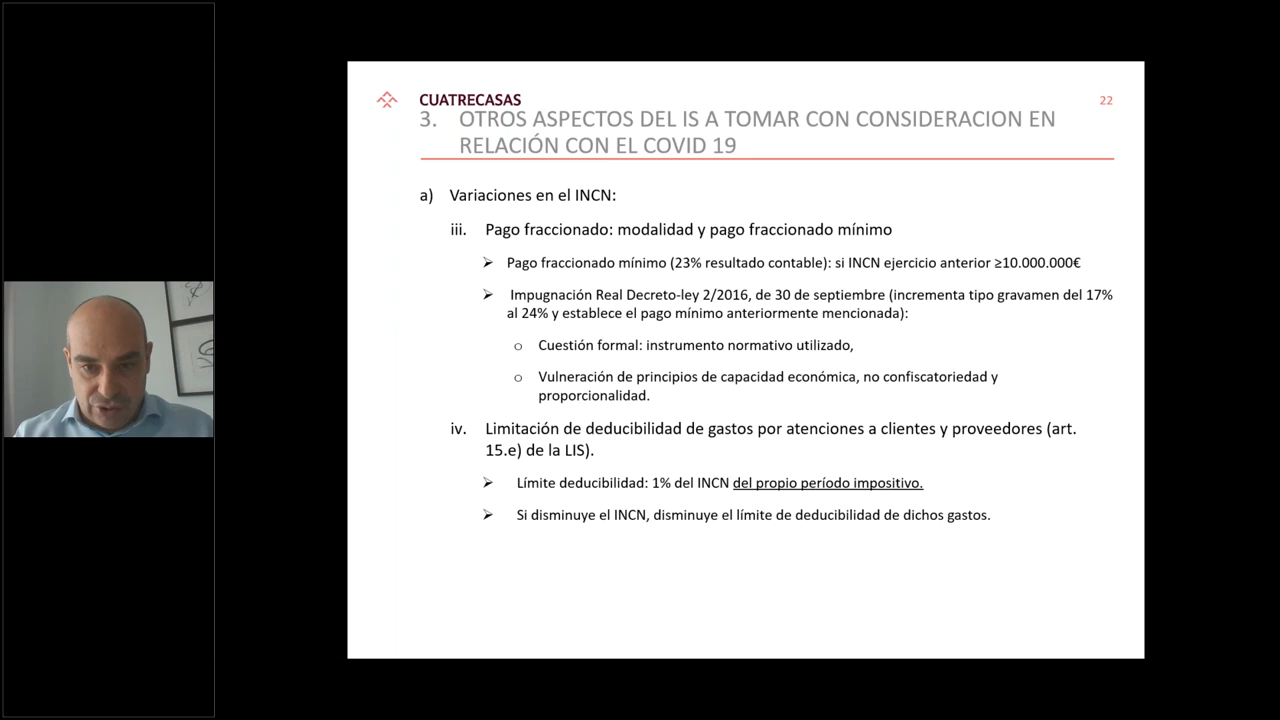 CUATRECASAS
22
3. OTROS ASPECTOS DEL IS A TOMAR CON CONSIDERACION EN
RELACIÓN CON EL COVID 19
a) Variaciones en el INCN:
iii. Pago fraccionado: modalidad y pago fraccionado mínimo
➢ Pago fraccionado mínimo (23% resultado contable): si INCN ejercicio anterior ≥10.000.000€
➢ Impugnación Real Decreto-ley 2/2016, de 30 de septiembre (incrementa tipo gravamen del 17%
al 24% y establece el pago mínimo anteriormente mencionada):
o Cuestión formal: instrumento normativo utilizado,
o Vulneración de principios de capacidad económica, no confiscatoriedad y
proporcionalidad.
iv. Limitación de deducibilidad de gastos por atenciones a clientes y proveedores (art.
15.e) de la LIS).
➢ Límite deducibilidad: 1% del INCN del propio período impositivo.
➢ Si disminuye el INCN, disminuye el límite de deducibilidad de dichos gastos.